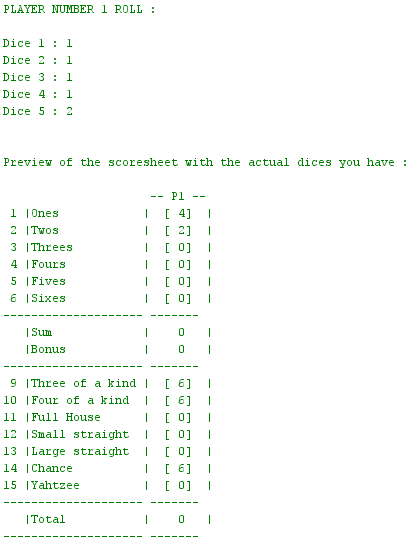 PLAYER NUMBER 1 ROLL :
Dice 1 : 1
Dice 2 : 1
Dice 3 : 1
Dice 4 : 1
Dice 5 : 2
Preview of the scoresheet with the actual dices you have :
-- P1 --
1 |Ones | [ 4] |
2 |Twos | [ 2] |
3 |Threes | [ 0] |
4 |Fours | [ 0] |
5 |Fives | [ 0] |
6 |Sixes | [ 0] |
-------------------- -------
|Sum | 0 |
|Bonus | 0 |
-------------------- -------
9 |Three of a kind | [ 6] |
10 |Four of a kind | [ 6] |
11 |Full House | [ 0] |
12 |Small straight | [ 0] |
13 |Large straight | [ 0] |
14 |Chance | [ 6] |
15 |Yahtzee | [ 0] |
-------------------- -------
|Total | 0 |
-------------------- -------